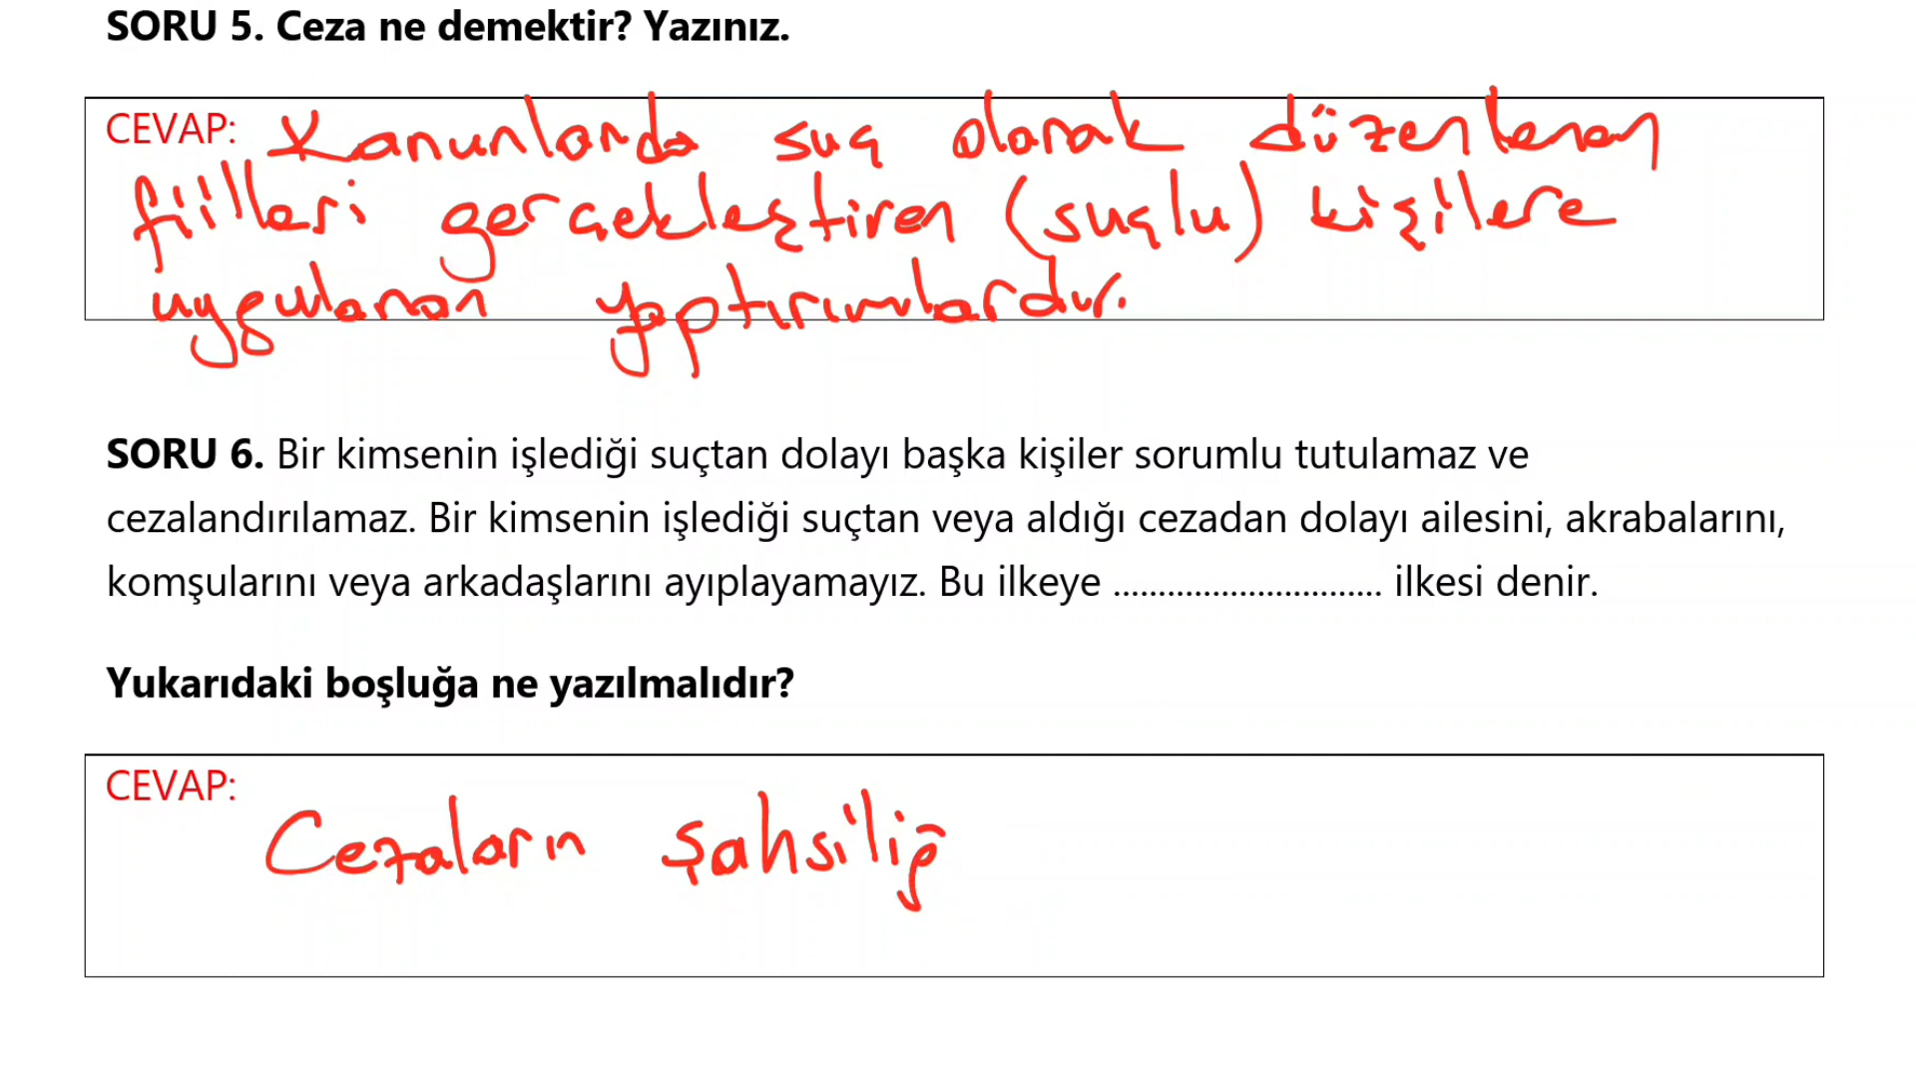 SORU 5. Ceza ne demektir? Yazınız.
CEVAP: Kanunlarda suç olarak düzenlenen
fiilleri gerçekleştiren (suçlu) kişilere
uygulanan yaptırımlardır.
SORU 6. Bir kimsenin işlediği suçtan dolayı başka kişiler sorumlu tutulamaz ve
cezalandırılamaz. Bir kimsenin işlediği suçtan veya aldığı cezadan dolayı ailesini, akrabalarını,
komşularını veya arkadaşlarını ayıplayamayız. Bu ilkeye ............................. ilkesi denir.
Yukarıdaki boşluğa ne yazılmalıdır?
CEVAP:
Cezaların şahsiliğ